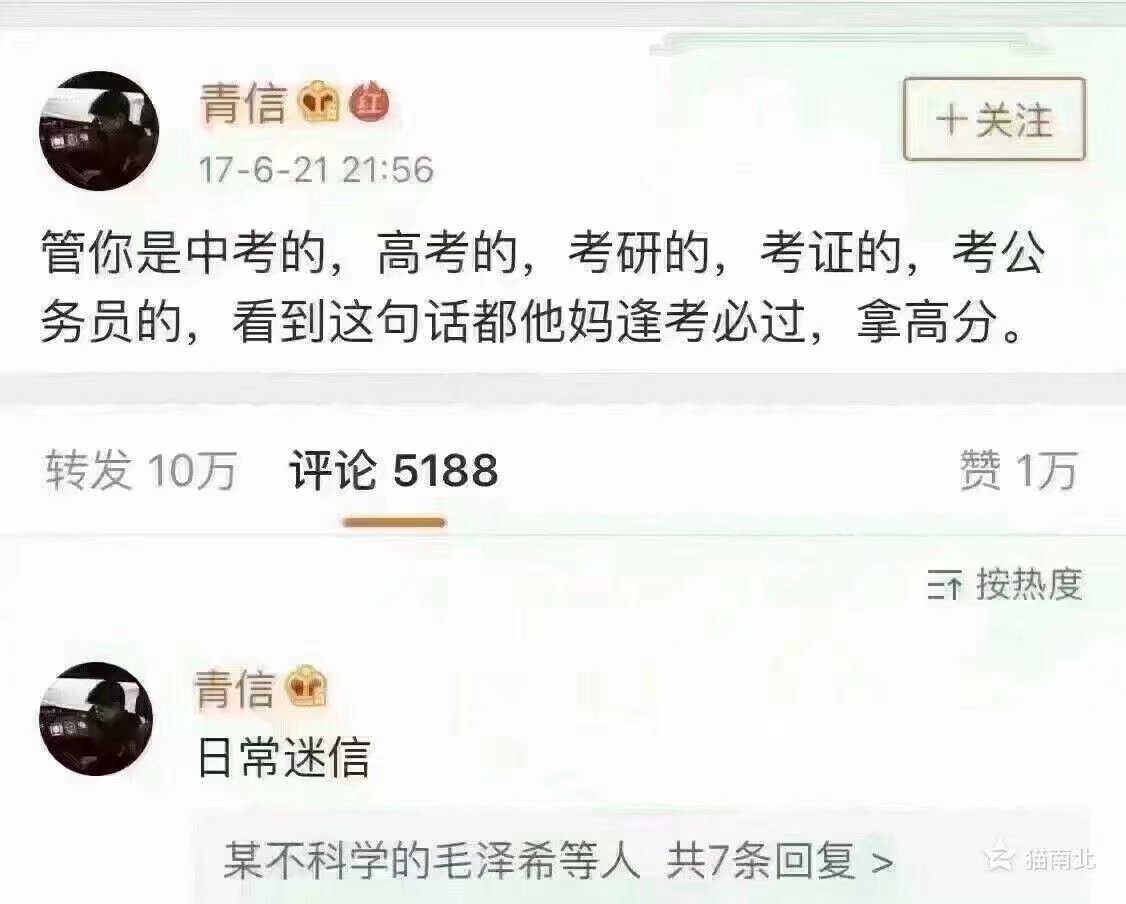 青信 红
+关注
17-6-21 21:56
管你是中考的，高考的，考研的，考证的，考公
务员的，看到这句话都他妈逢考必过，拿高分。
转发 10万 评论 5188 赞 1万
按热度
青信
日常迷信
某不科学的毛泽希等人 共7条回复 >
猫南北